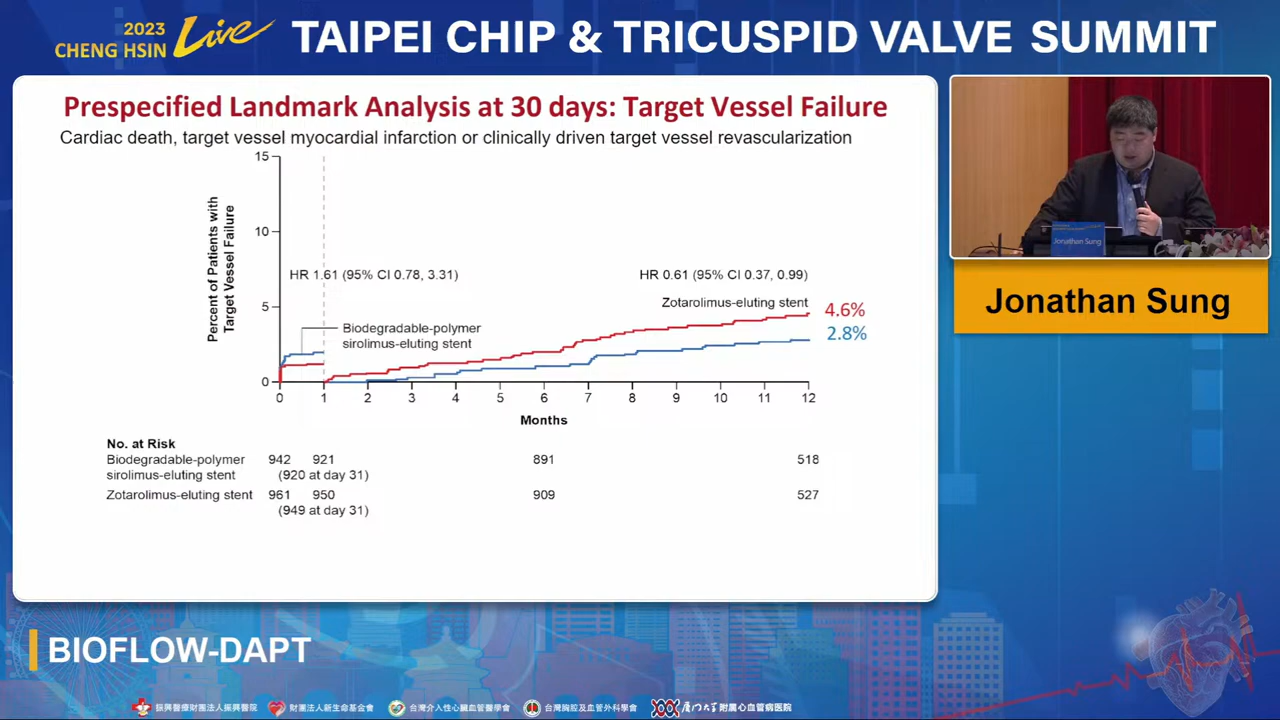 2023
CHENG HSIN
Live
TAIPEI CHIP & TRICUSPID VALVE SUMMIT
Prespecified Landmark Analysis at 30 days: Target Vessel Failure
Cardiac death, target vessel myocardial infarction or clinically driven target vessel revascularization
Percent of Patients with
Target Vessel Failure
15
10
5
0
HR 1.61 (95% CI 0.78, 3.31)
HR 0.61 (95% CI 0.37, 0.99)
Zotarolimus-eluting stent
4.6%
2.8%
Biodegradable-polymer
sirolimus-eluting stent
0 1 2 3 4 5 6 7 8 9 10 11 12
Months
No. at Risk
Biodegradable-polymer 942 921 891 518
sirolimus-eluting stent (920 at day 31)
Zotarolimus-eluting stent 961 950 909 527
(949 at day 31)
Jonathan Sung
Jonathan Sung
BIOFLOW-DAPT
振興醫療財團法人振興醫院
財團法人新生命基金會
台灣介入性心臟血管醫學會
台灣胸腔及血管外科學會
厦门大学附属心血管病医院